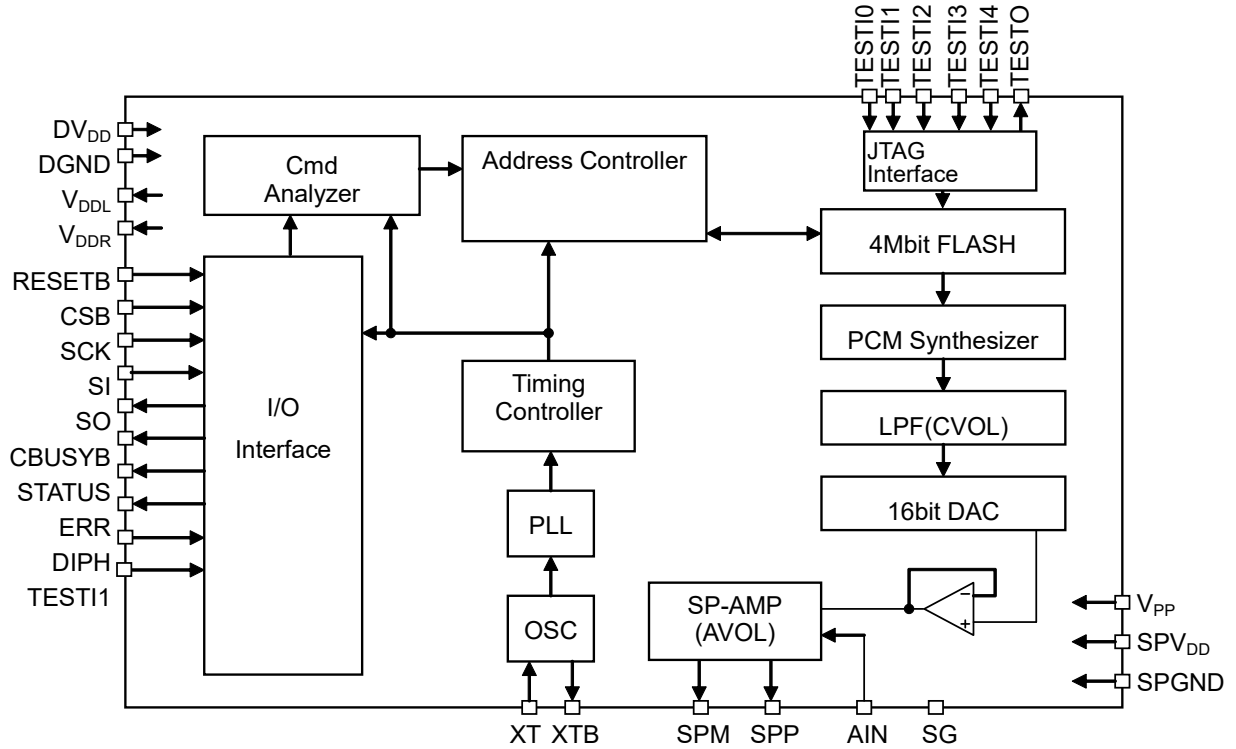 TESTI0
TESTI1
TESTI2
TESTI3
TESTI4
TESTO
DVDD
DGND
VDDL
VDDR
RESETB
CSB
SCK
SI
SO
CBUSYB
STATUS
ERR
DIPH
TESTI1
Cmd
Analyzer
Address Controller
JTAG
Interface
4Mbit FLASH
PCM Synthesizer
LPF(CVOL)
16bit DAC
I/O
Interface
Timing
Controller
PLL
OSC
SP-AMP
(AVOL)
−
+
VPP
SPVDD
SPGND
XT
XTB
SPM
SPP
AIN
SG